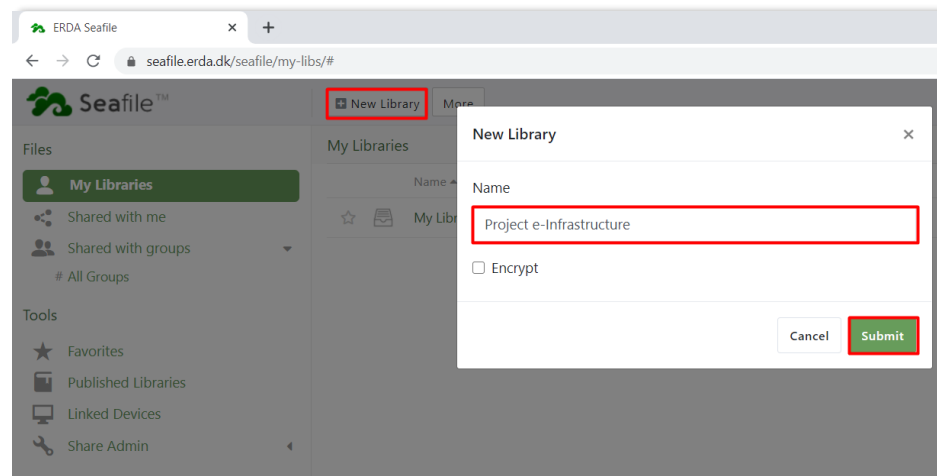 ERDA Seafile
seafile.erda.dk/seafile/my-libs/#
Seafile™
New Library
More
Files
My Libraries
Shared with me
Shared with groups
# All Groups
Tools
Favorites
Published Libraries
Linked Devices
Share Admin
My Libraries
Name
My Libr
New Library
Name
Project e-Infrastructure
Encrypt
Cancel
Submit